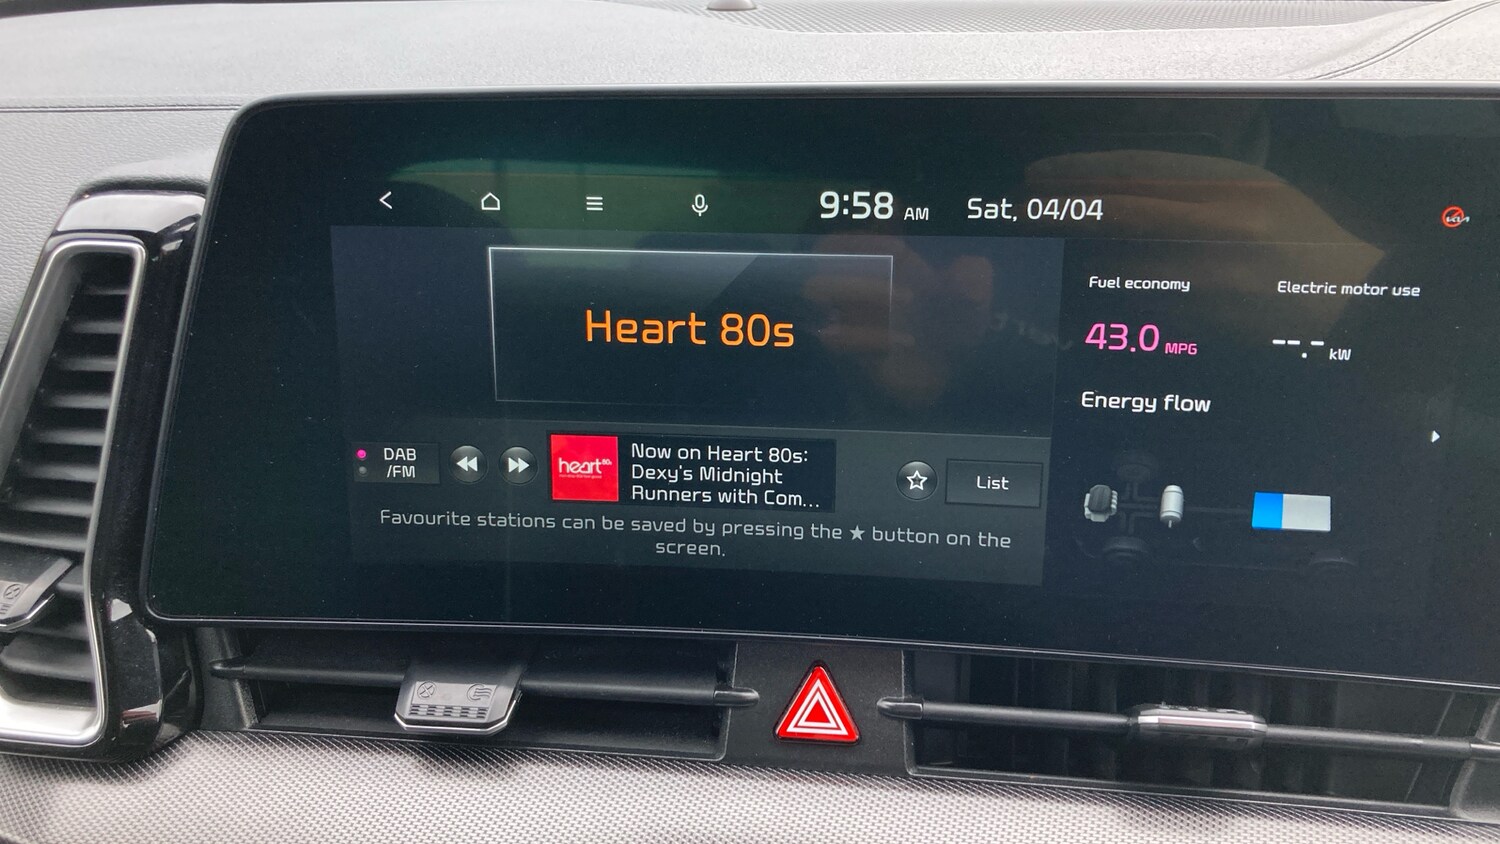 9:58 AM Sat, 04/04
Heart 80s
DAB
/FM
heart 80s
Now on Heart 80s:
Dexy's Midnight
Runners with Com...
List
Favourite stations can be saved by pressing the ★ button on the
screen.
Fuel economy
43.0 MPG
Electric motor use
--.- kW
Energy flow